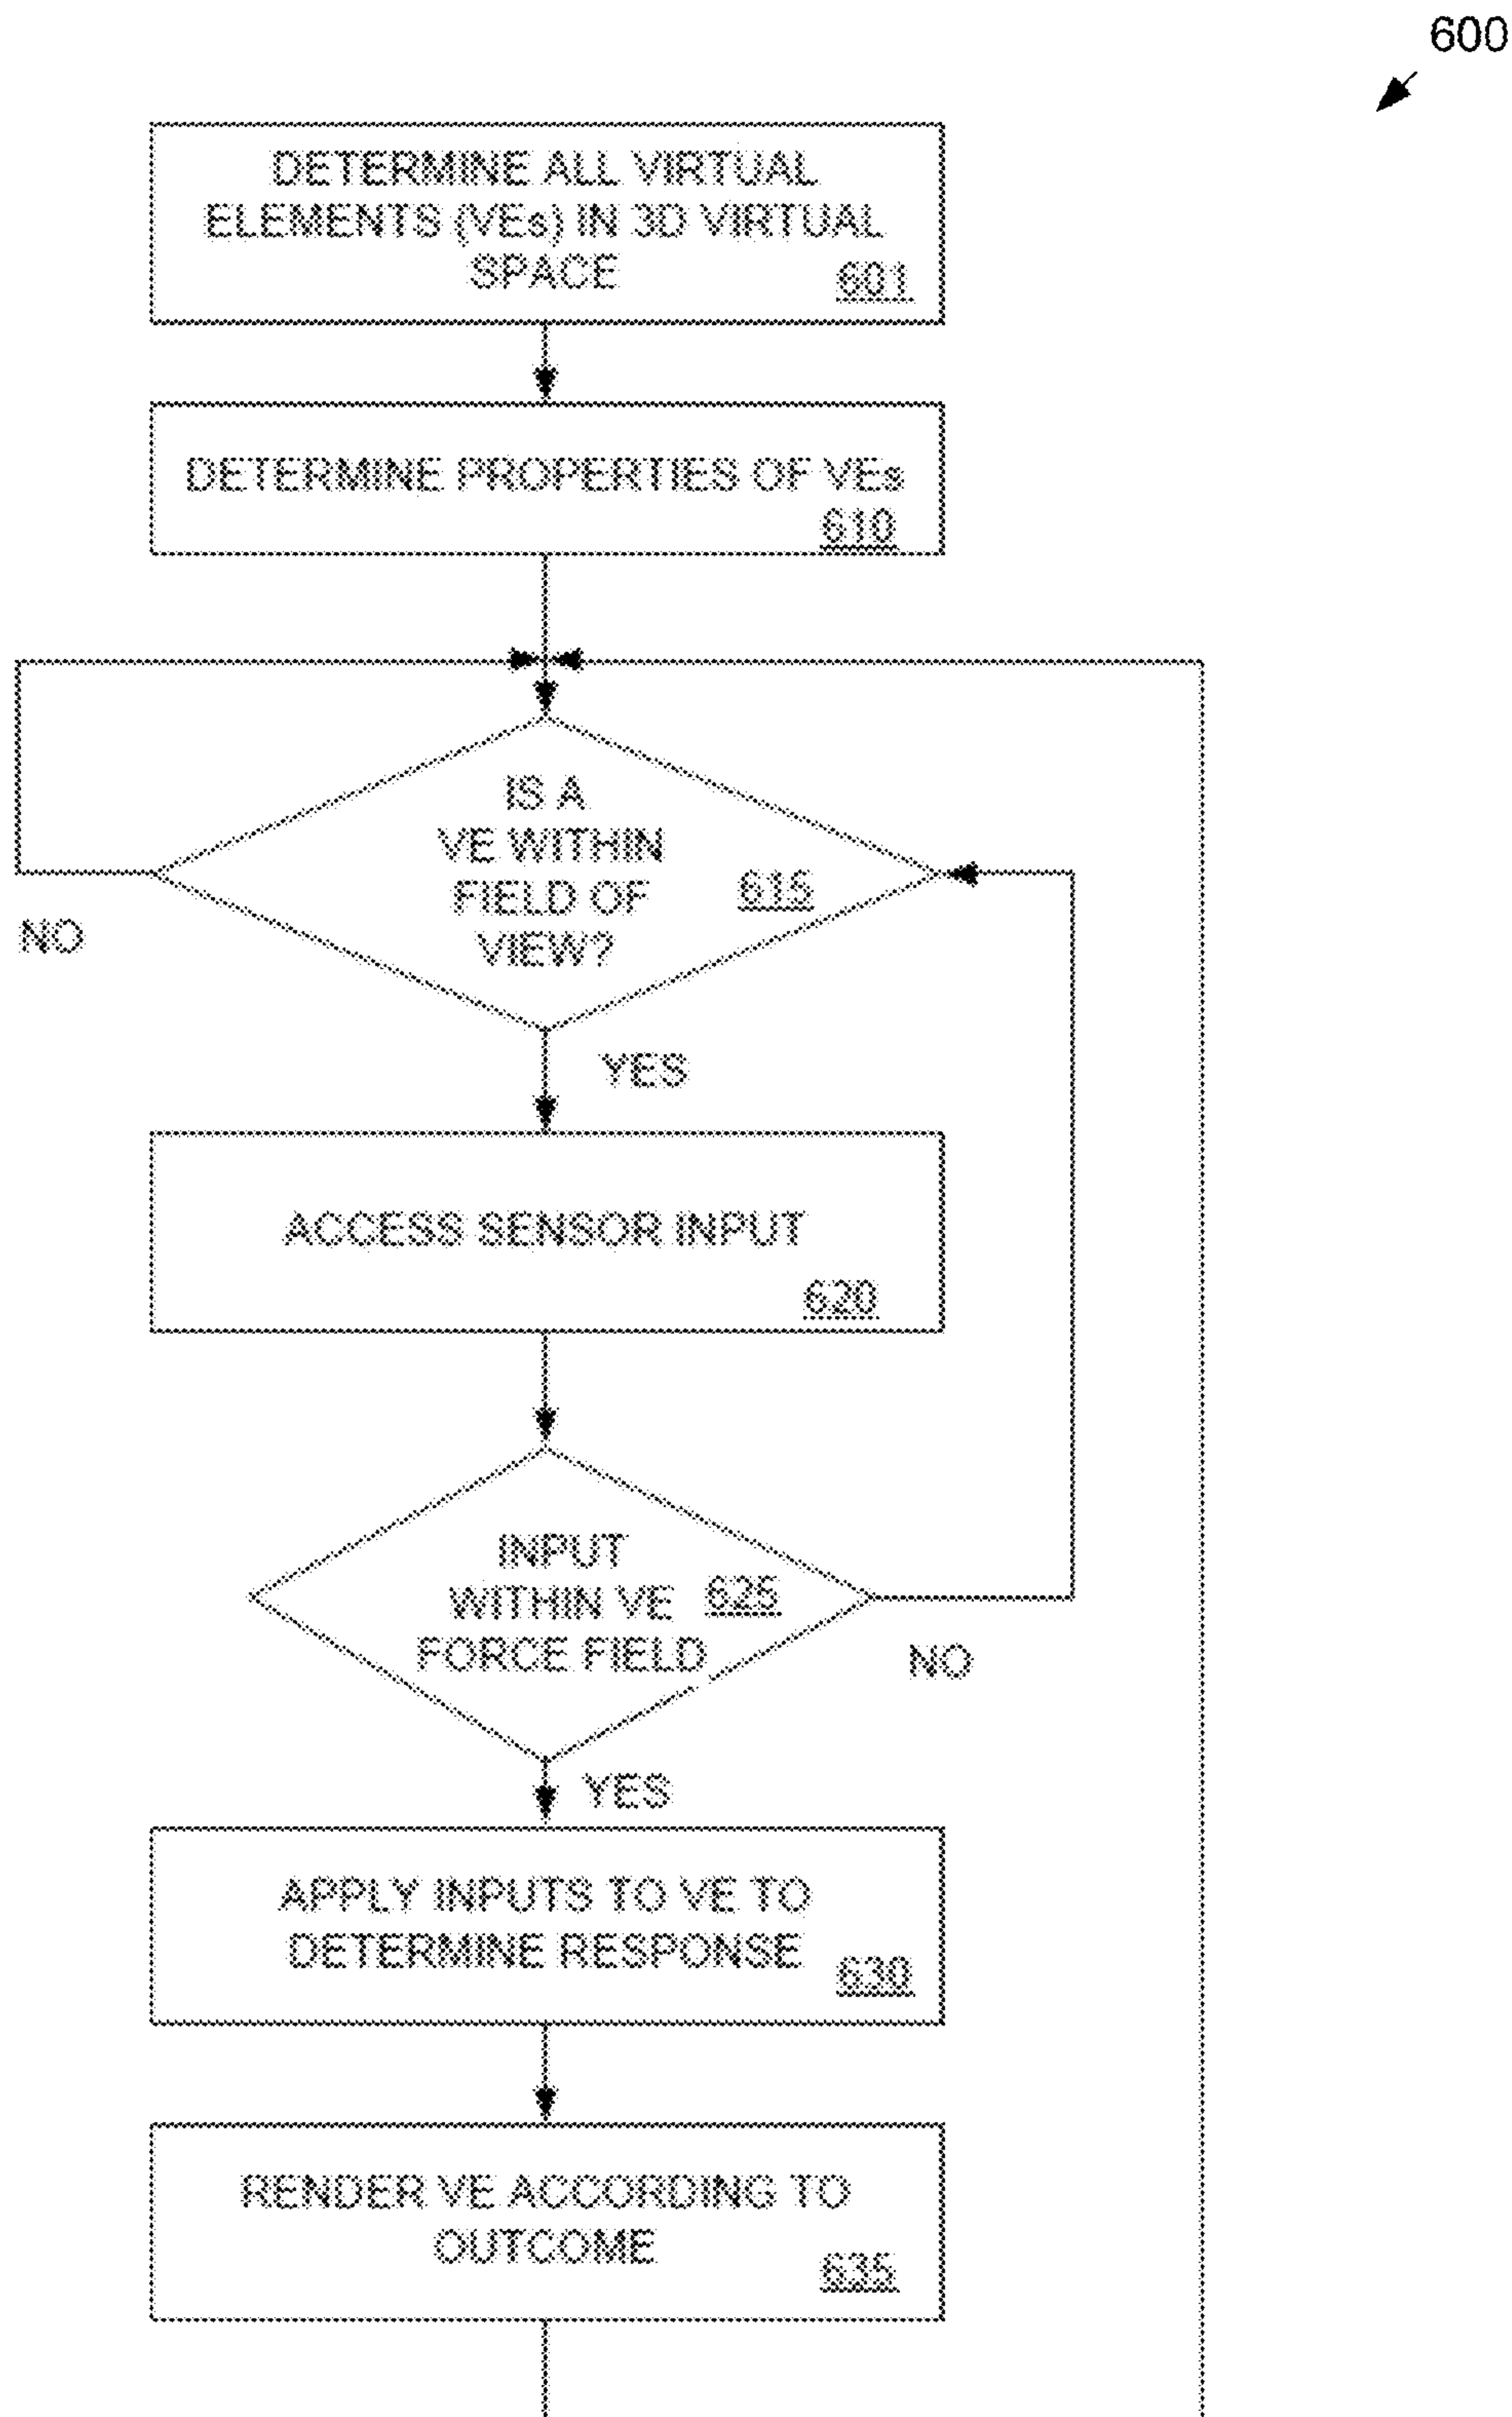 600
DETERMINE ALL VIRTUAL
ELEMENTS (VEs) IN 3D VIRTUAL
SPACE
601
DETERMINE PROPERTIES OF VEs
610
IS A
VE WITHIN
FIELD OF
VIEW?
615
NO
YES
ACCESS SENSOR INPUT
620
INPUT
WITHIN VE
FORCE FIELD
625
NO
YES
APPLY INPUTS TO VE TO
DETERMINE RESPONSE
630
RENDER VE ACCORDING TO
OUTCOME
635